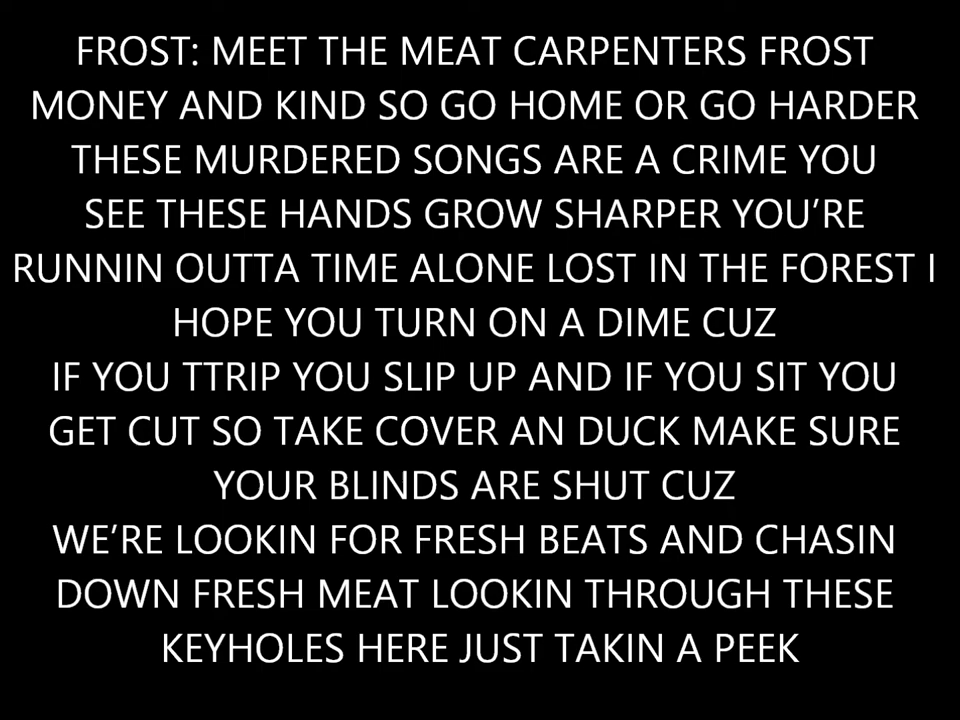 FROST: MEET THE MEAT CARPENTERS FROST
MONEY AND KIND SO GO HOME OR GO HARDER
THESE MURDERED SONGS ARE A CRIME YOU
SEE THESE HANDS GROW SHARPER YOU’RE
RUNNIN OUTTA TIME ALONE LOST IN THE FOREST I
HOPE YOU TURN ON A DIME CUZ
IF YOU TTRIP YOU SLIP UP AND IF YOU SIT YOU
GET CUT SO TAKE COVER AN DUCK MAKE SURE
YOUR BLINDS ARE SHUT CUZ
WE’RE LOOKIN FOR FRESH BEATS AND CHASIN
DOWN FRESH MEAT LOOKIN THROUGH THESE
KEYHOLES HERE JUST TAKIN A PEEK